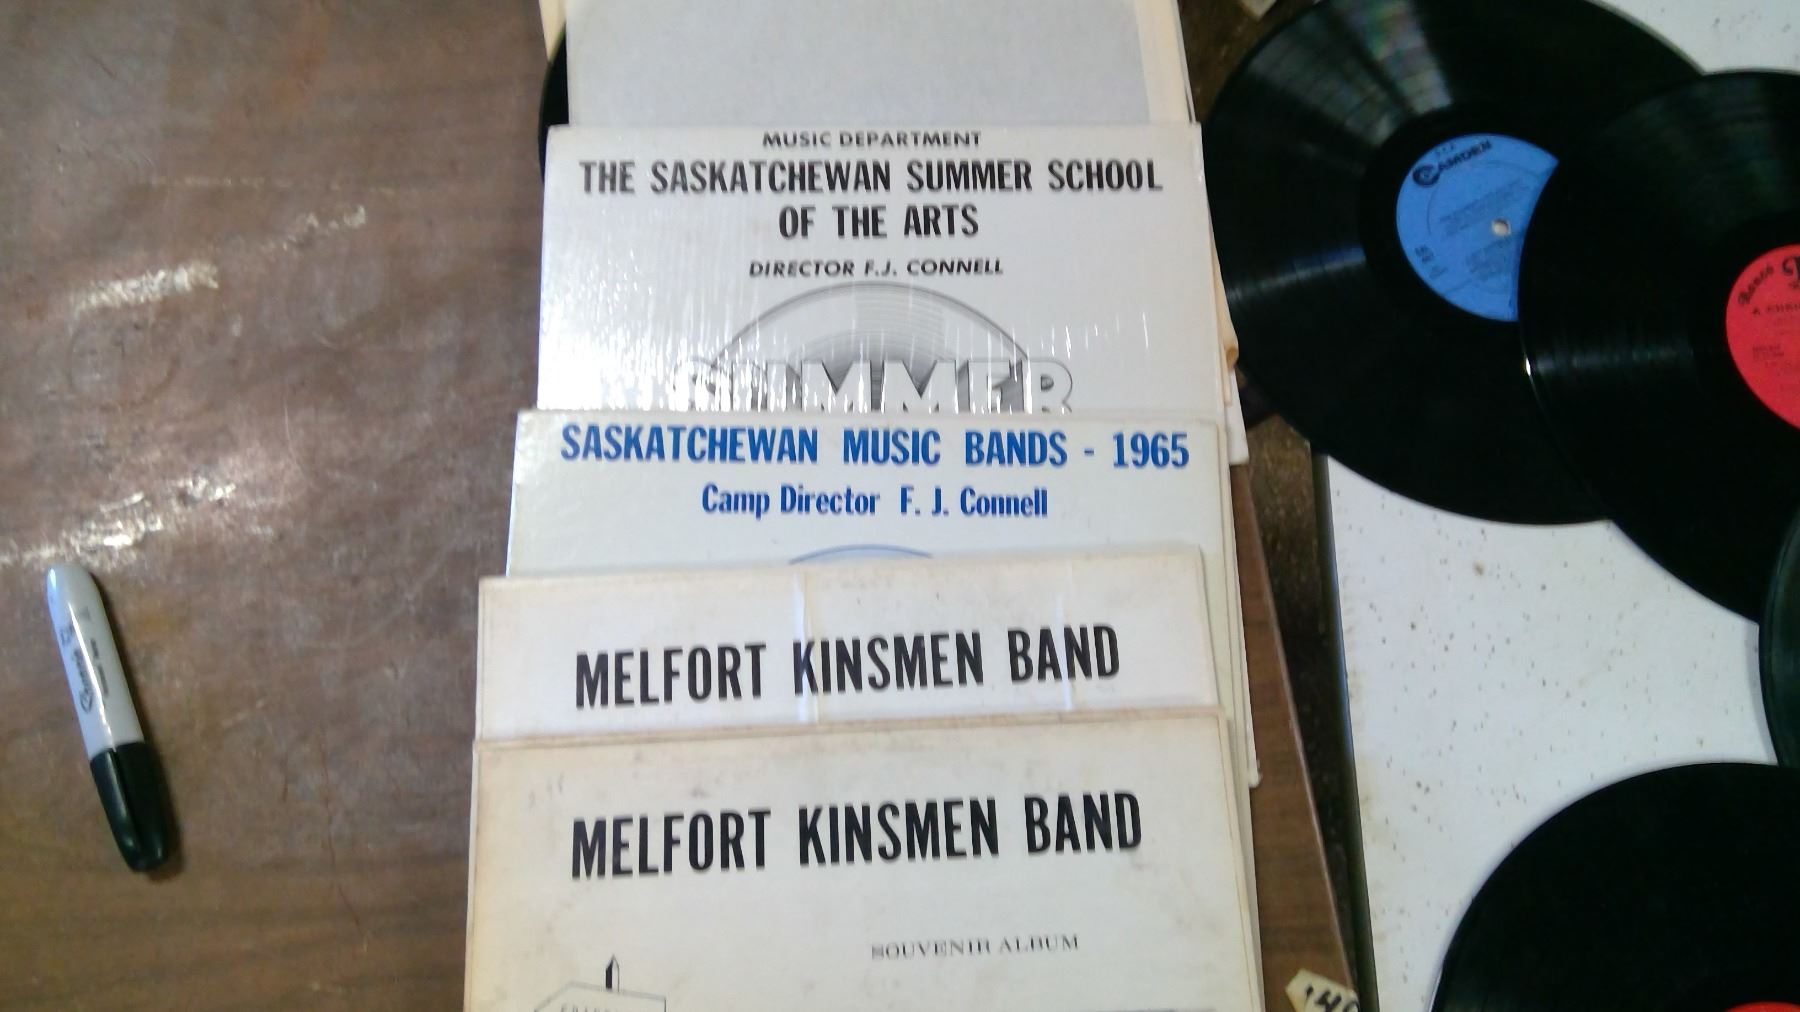 MUSIC DEPARTMENT
THE SASKATCHEWAN SUMMER SCHOOL
OF THE ARTS
DIRECTOR F.J. CONNELL
SUMMER
SASKATCHEWAN MUSIC BANDS - 1965
Camp Director F. J. Connell
MELFORT KINSMEN BAND
MELFORT KINSMEN BAND
SOUVENIR ALBUM
CAMDEN